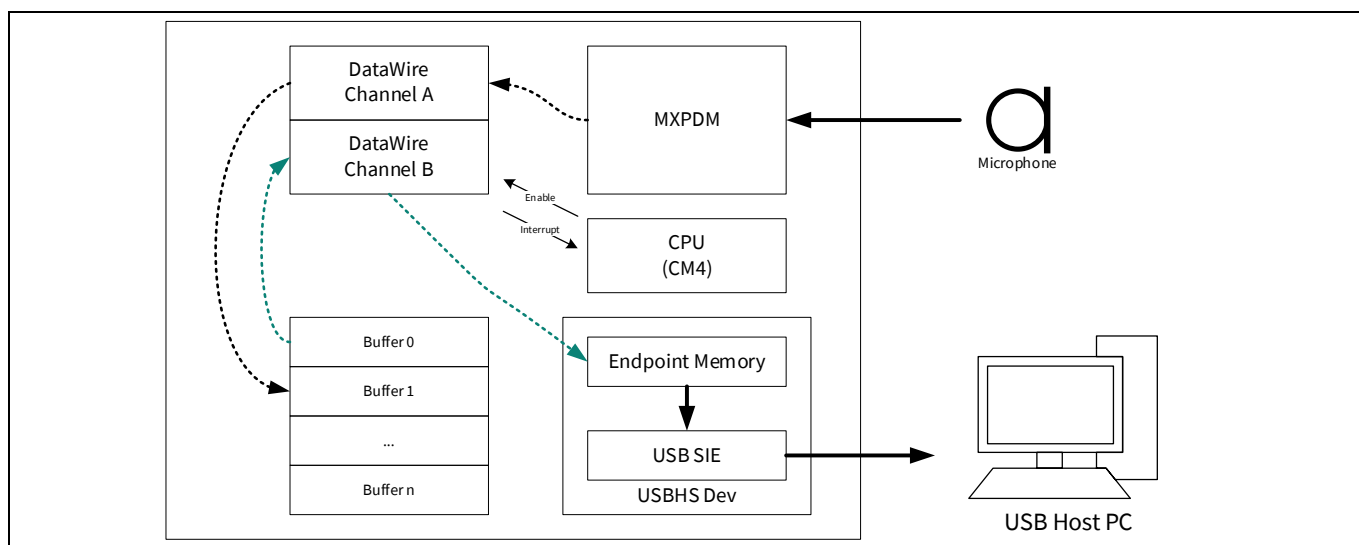 DataWire
Channel A
DataWire
Channel B
MXPDM
Microphone
Enable
Interrupt
CPU
(CM4)
Buffer 0
Buffer 1
...
Buffer n
Endpoint Memory
USB SIE
USBHS Dev
USB Host PC